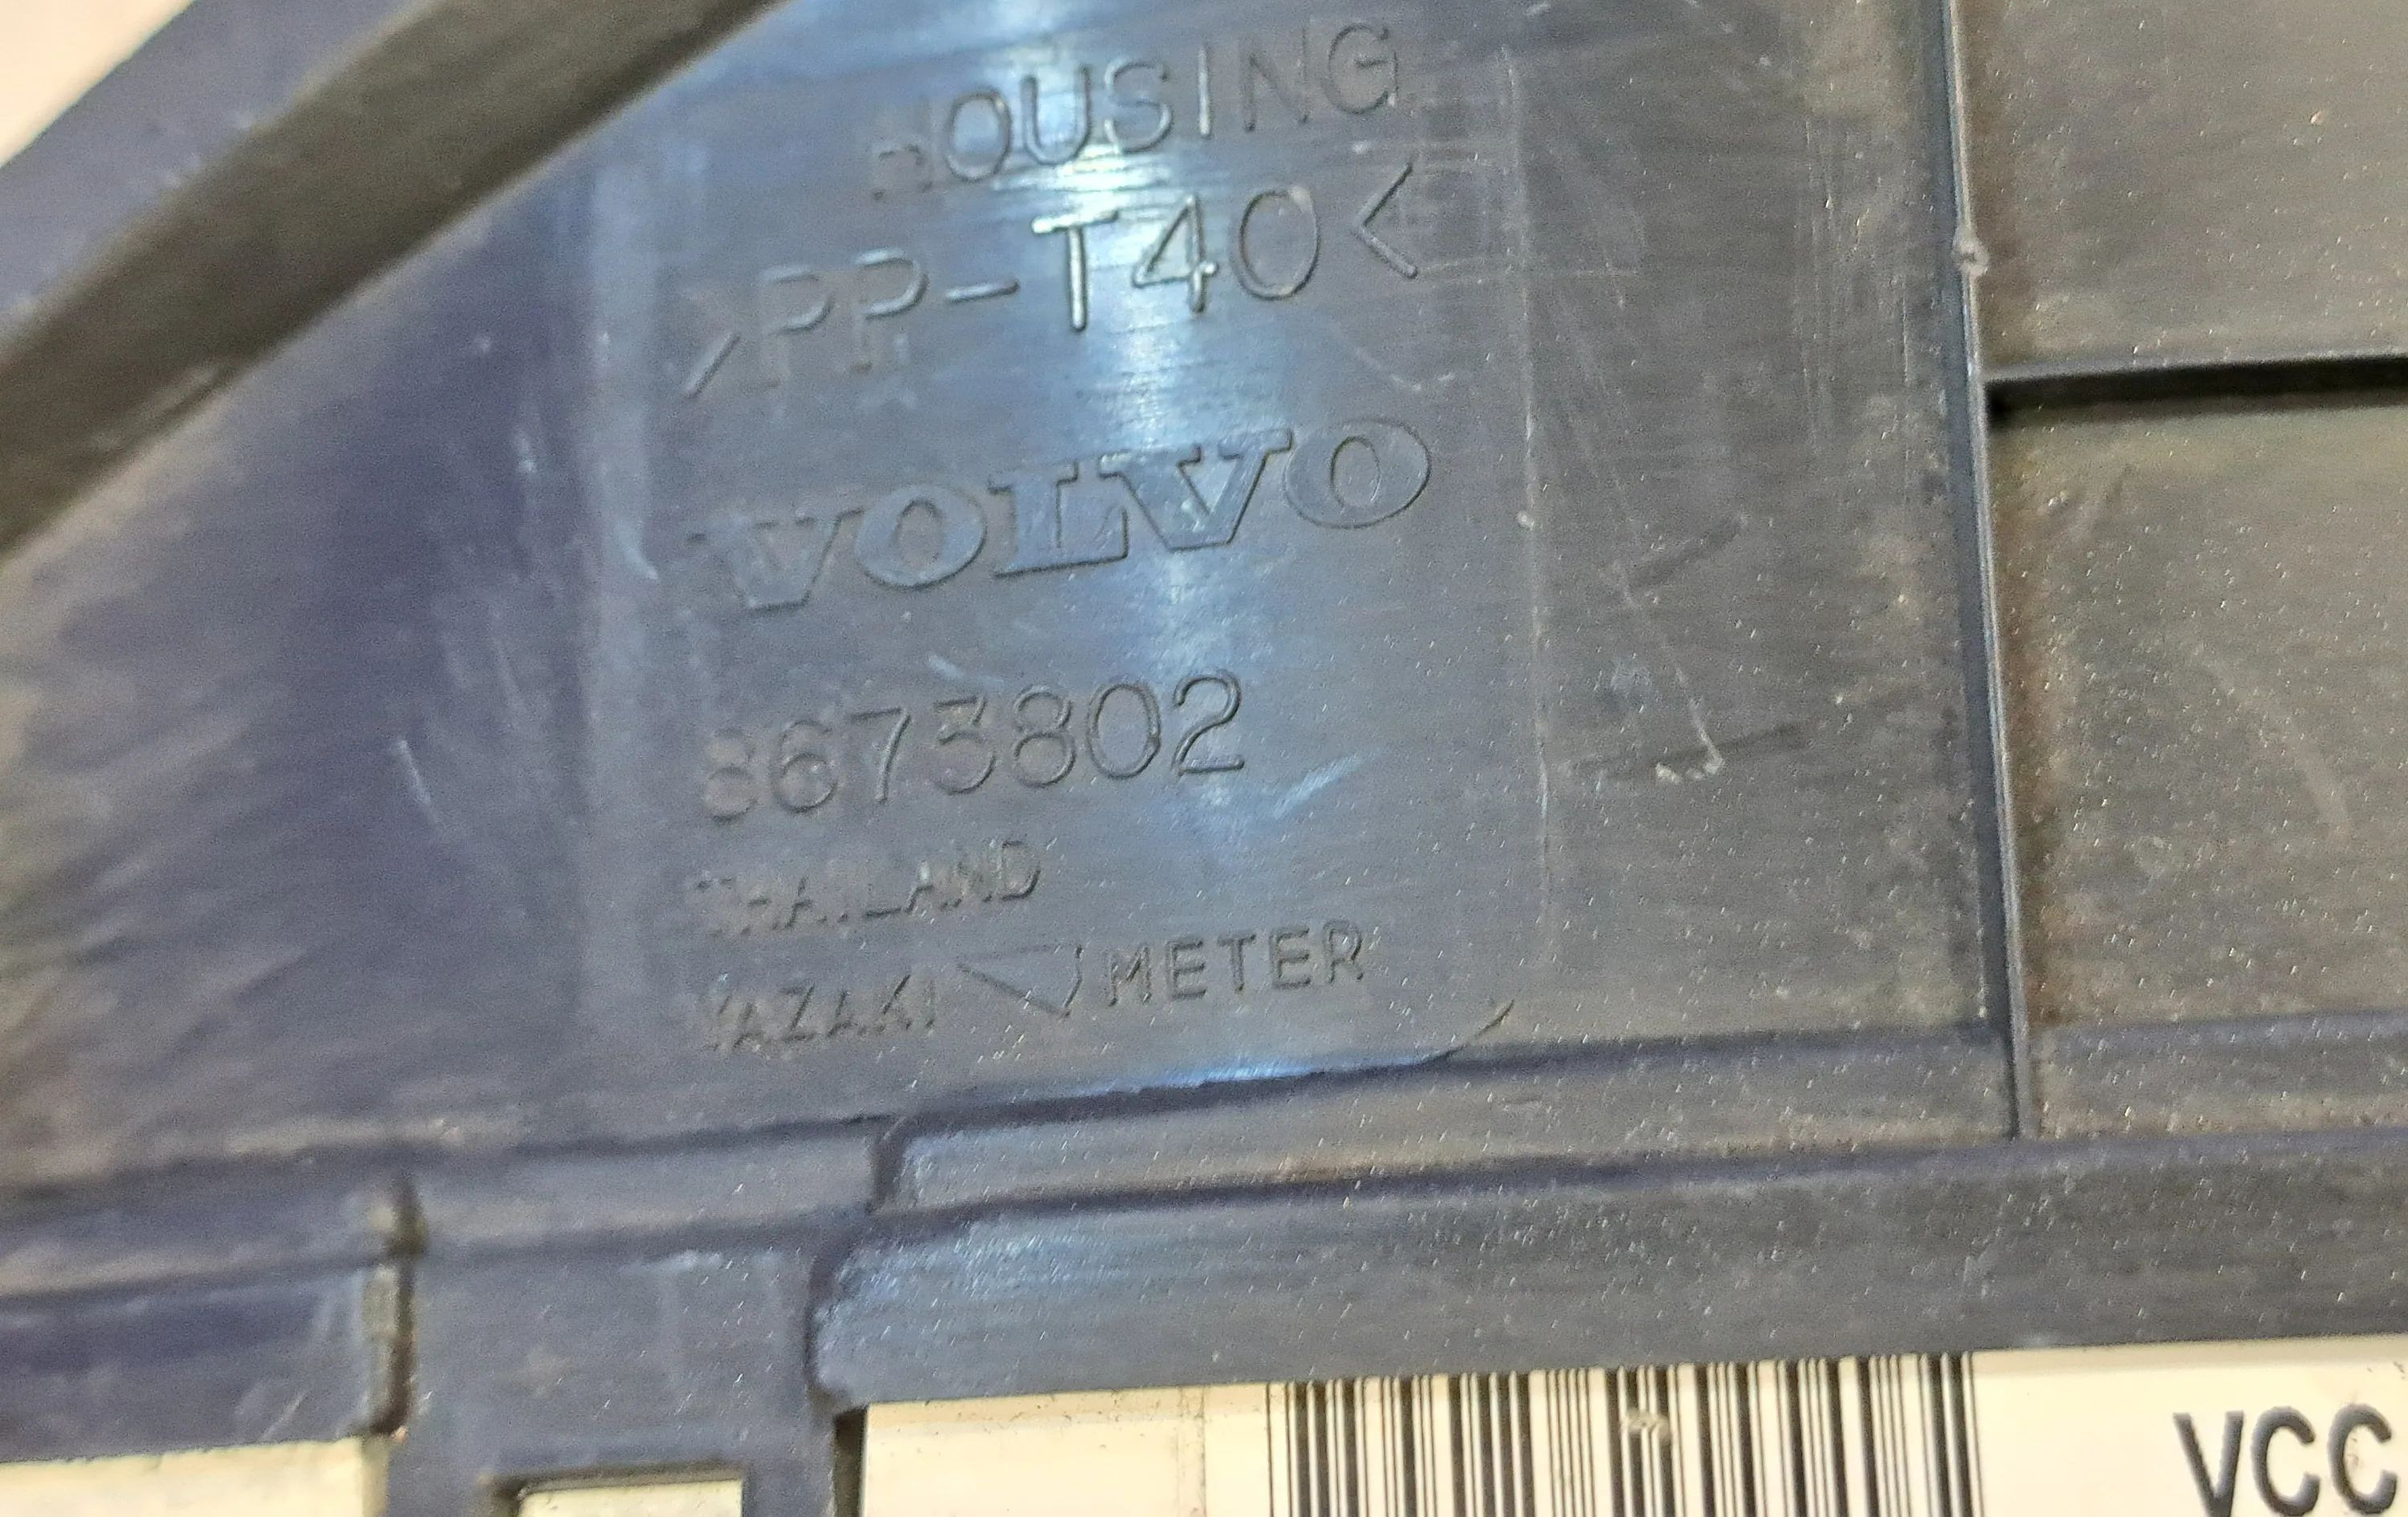 HOUSING
>PP-T40<
VOLVO
8673802
THAILAND
YAZAKI METER
VCC